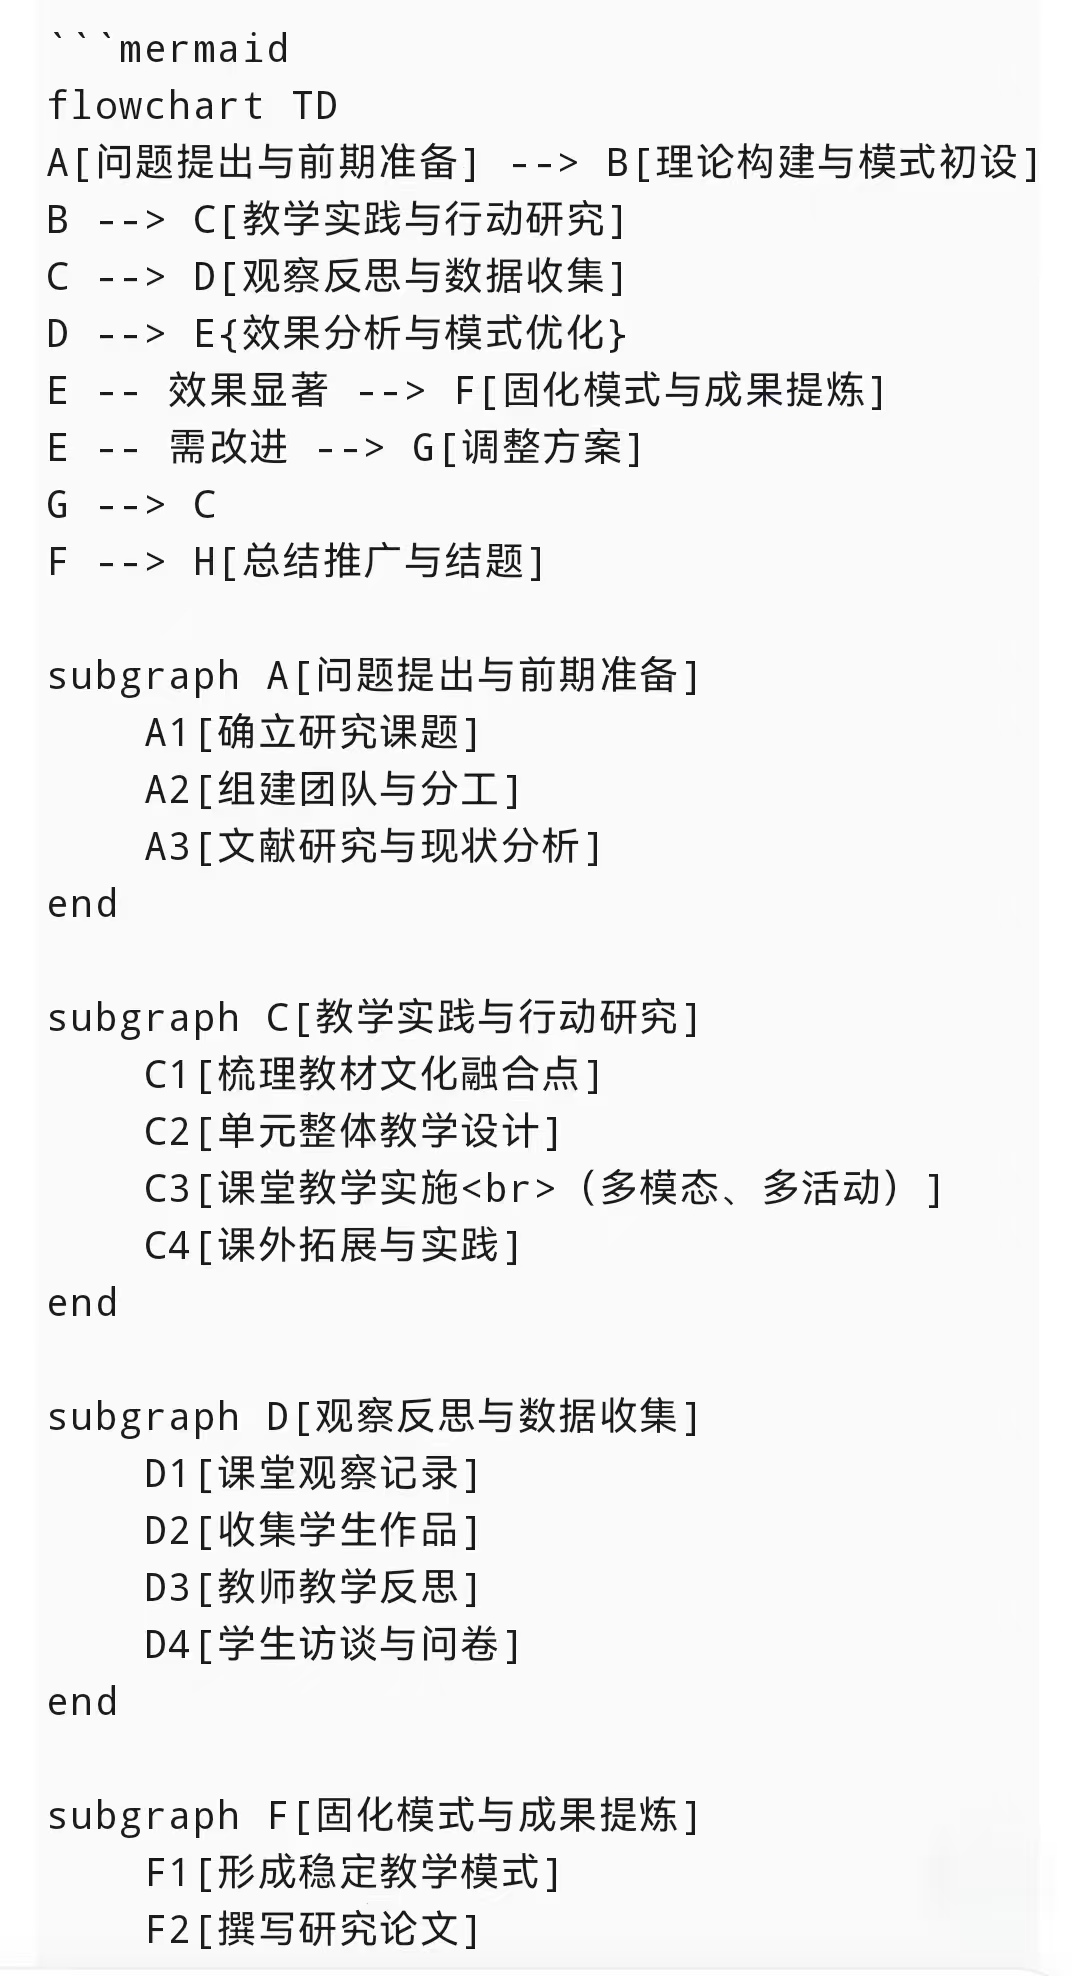 ```mermaid
flowchart TD
A[问题提出与前期准备] --> B[理论构建与模式初设]
B --> C[教学实践与行动研究]
C --> D[观察反思与数据收集]
D --> E{效果分析与模式优化}
E -- 效果显著 --> F[固化模式与成果提炼]
E -- 需改进 --> G[调整方案]
G --> C
F --> H[总结推广与结题]

subgraph A[问题提出与前期准备]
    A1[确立研究课题]
    A2[组建团队与分工]
    A3[文献研究与现状分析]
end

subgraph C[教学实践与行动研究]
    C1[梳理教材文化融合点]
    C2[单元整体教学设计]
    C3[课堂教学实施<br>（多模态、多活动）]
    C4[课外拓展与实践]
end

subgraph D[观察反思与数据收集]
    D1[课堂观察记录]
    D2[收集学生作品]
    D3[教师教学反思]
    D4[学生访谈与问卷]
end

subgraph F[固化模式与成果提炼]
    F1[形成稳定教学模式]
    F2[撰写研究论文]